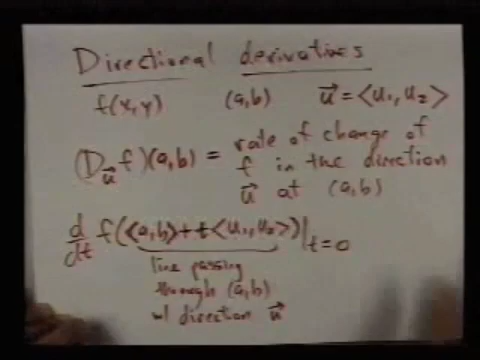 Directional derivatives
f(x,y) (a,b) u⃗ = <u₁, u₂>
(D_u⃗ f)(a,b) = rate of change of
f in the direction
u⃗ at (a,b)
d/dt f(<a,b> + t<u₁,u₂>)|_{t=0}
line passing
through (a,b)
w/ direction u⃗